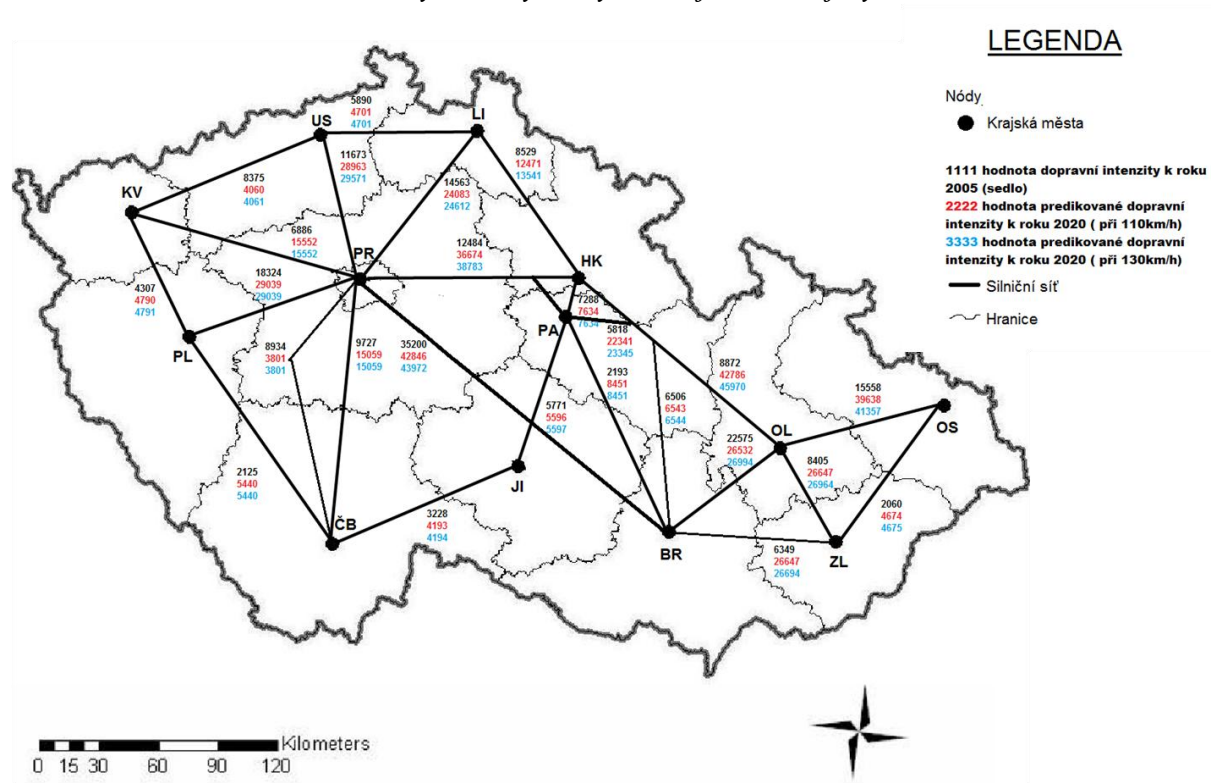 LEGENDA
Nódy
Krajská města
1111 hodnota dopravní intenzity k roku
2005 (sedlo)
2222 hodnota predikované dopravní
intenzity k roku 2020 ( při 110km/h)
3333 hodnota predikované dopravní
intenzity k roku 2020 ( při 130km/h)
Silniční síť
Hranice
5890
4701
4701
US
LI
11673
28963
29571
8529
12471
13541
8375
4060
4061
14563
24083
24612
KV
6886
15552
15552
PR
12484
36674
38783
HK
18324
29039
29039
4307
4790
4791
7288
7634
7634
PL
PA
5818
22341
23345
8934
3801
3801
9727
15059
15059
35200
42846
43972
2193
8451
8451
8872
42786
45970
15558
39638
41357
6506
6543
6544
5771
5596
5597
OS
OL
22575
26532
26994
8405
26647
26964
2125
5440
5440
JI
2060
4674
4675
3228
4193
4194
ČB
BR
6349
26647
26694
ZL
Kilometers
0 15 30 60 90 120